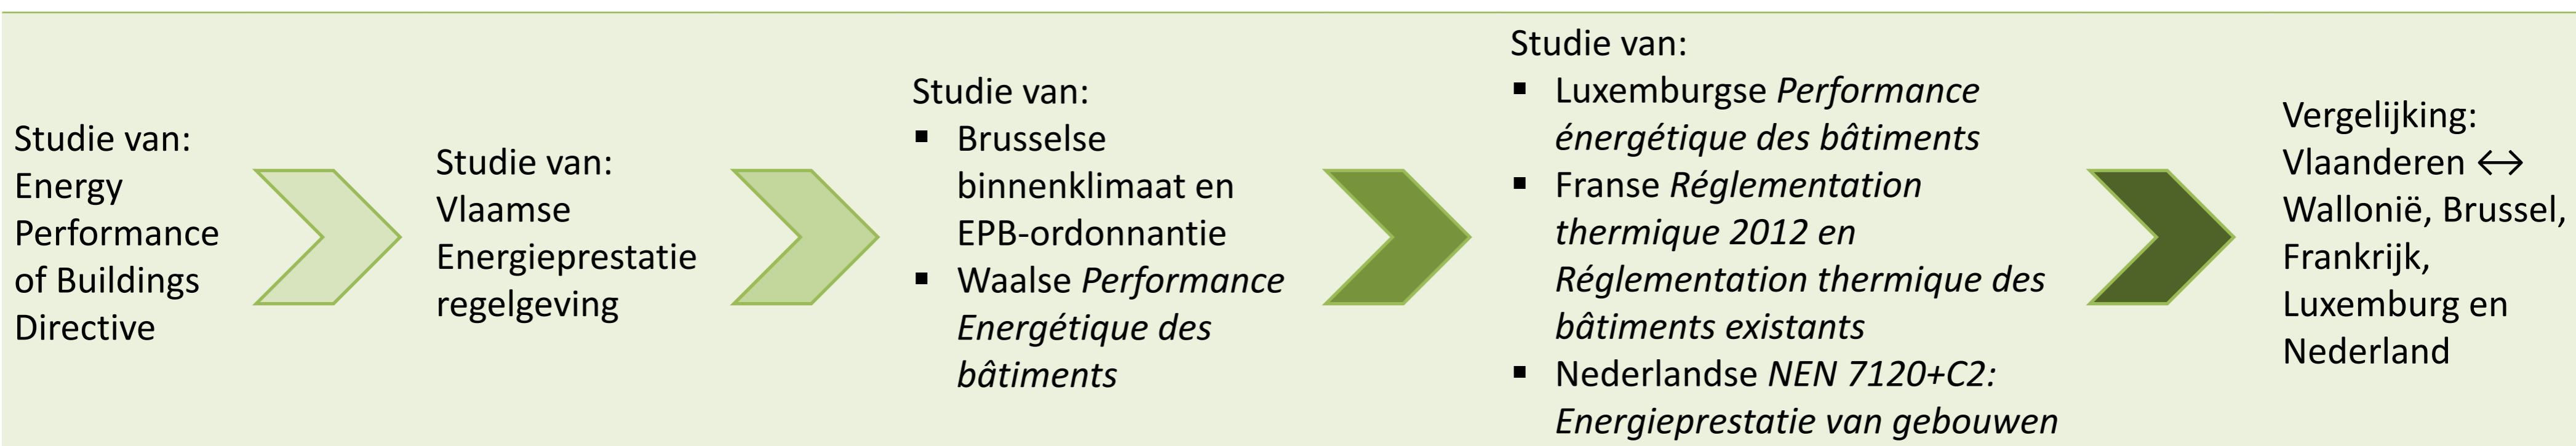 Studie van:
Energy
Performance
of Buildings
Directive
Studie van:
Vlaamse
Energieprestatie
regelgeving
Studie van:
▪ Brusselse
binnenklimaat en
EPB-ordonnantie
▪ Waalse Performance
Energétique des
bâtiments
Studie van:
▪ Luxemburgse Performance
énergétique des bâtiments
▪ Franse Réglementation
thermique 2012 en
Réglementation thermique des
bâtiments existants
▪ Nederlandse NEN 7120+C2:
Energieprestatie van gebouwen
Vergelijking:
Vlaanderen ↔
Wallonië, Brussel,
Frankrijk,
Luxemburg en
Nederland